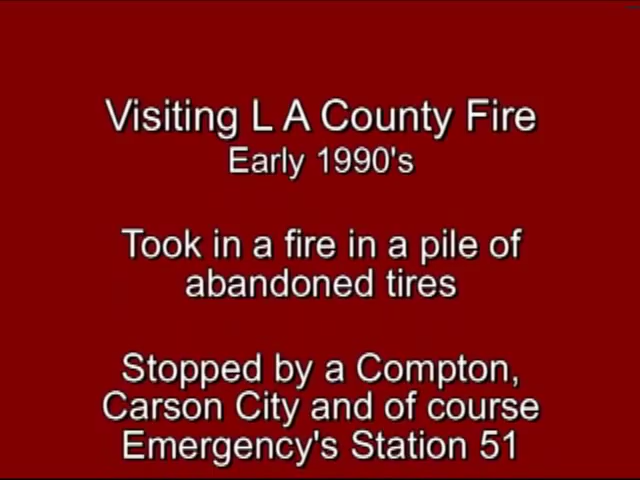 Visiting L A County Fire
Early 1990's
Took in a fire in a pile of
abandoned tires
Stopped by a Compton,
Carson City and of course
Emergency's Station 51